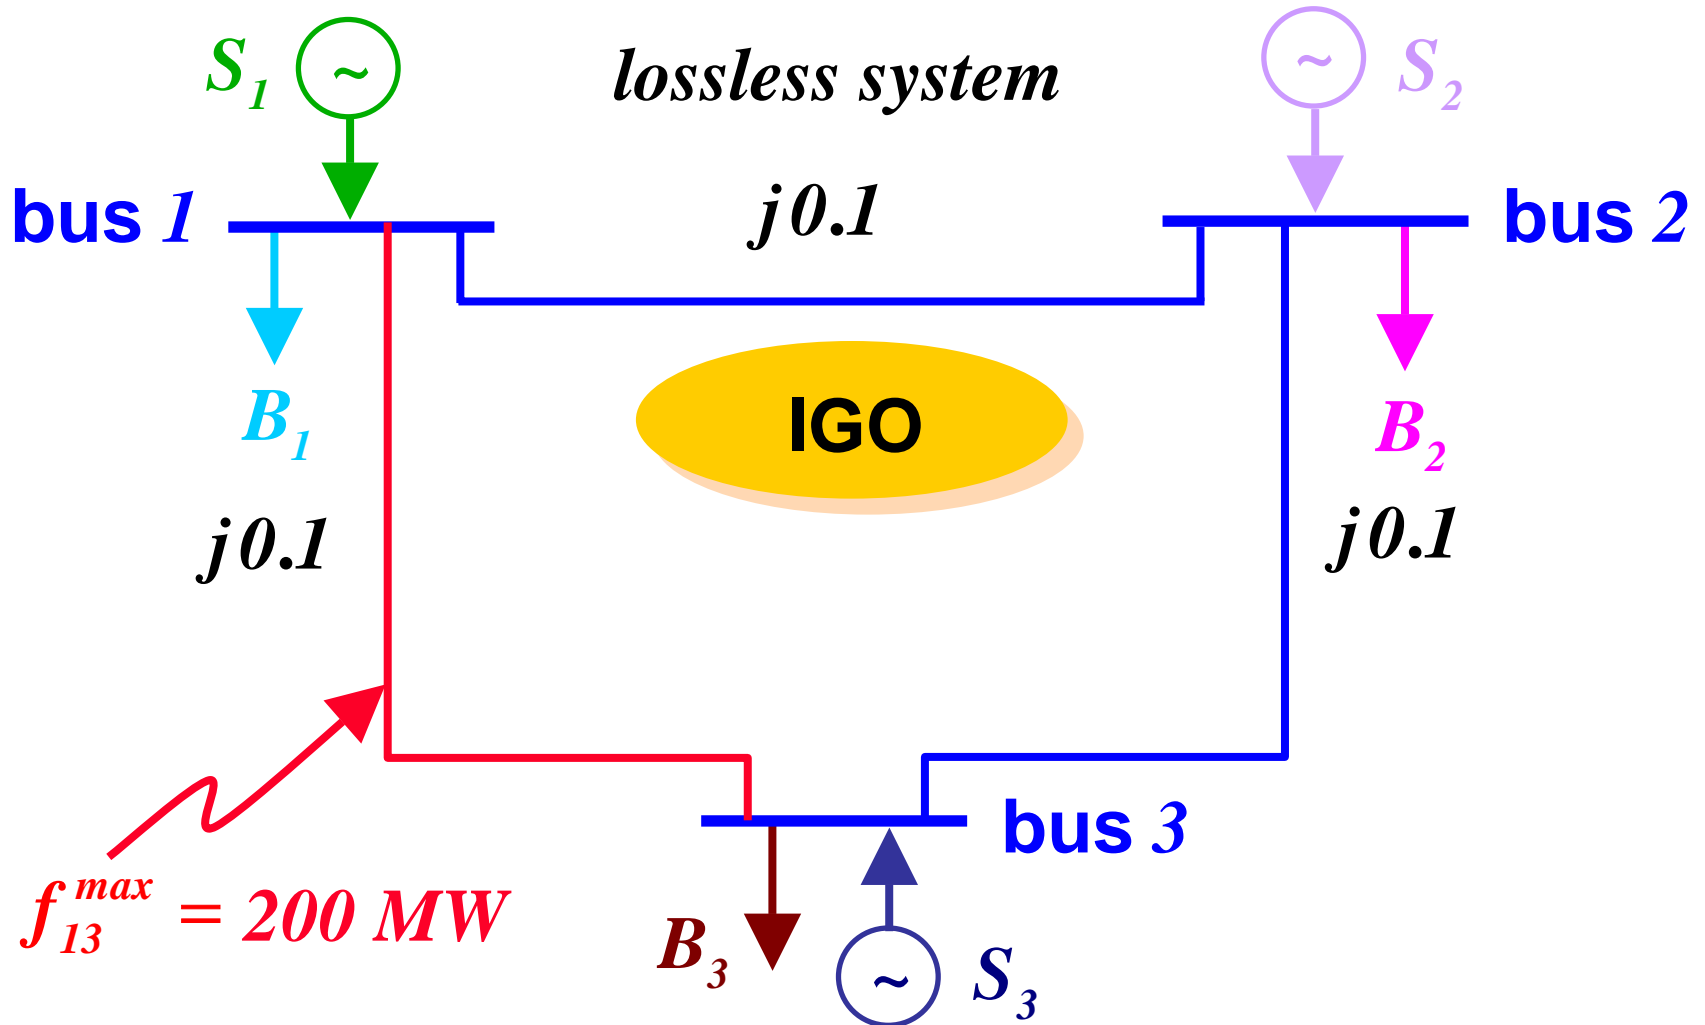 S₁ ~
lossless system
~ S₂
bus 1
j0.1
bus 2
B₁
IGO
B₂
j0.1
j0.1
bus 3
f₁₃ᵐᵃˣ = 200 MW
B₃
~ S₃